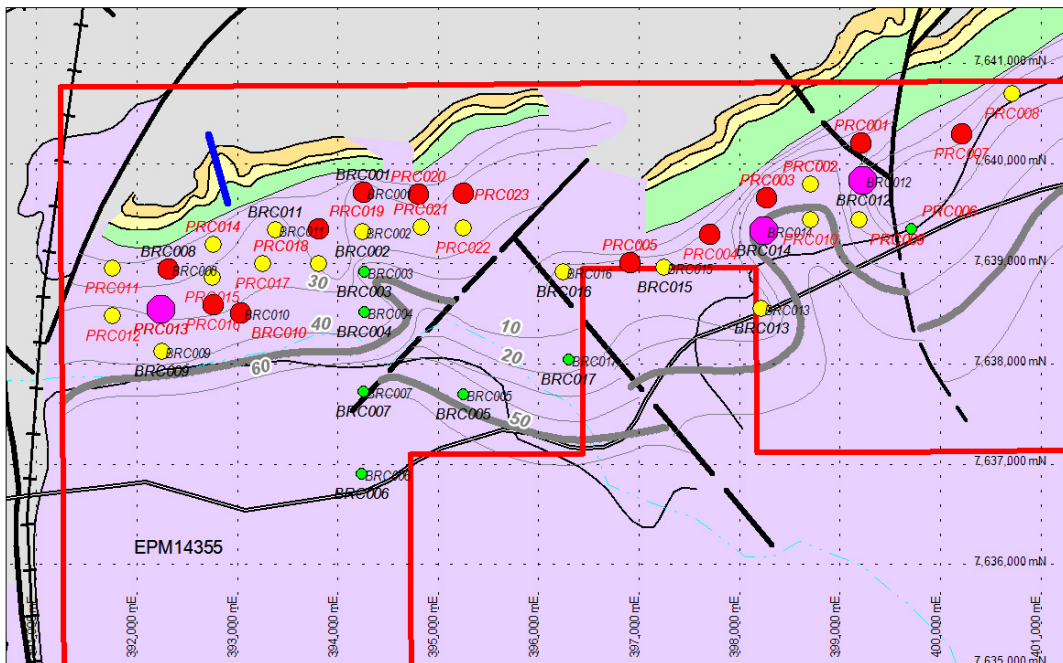 7,641,000 mN
PRC008
PRC001
PRC007
7,640,000 mN
BRC001
PRC020
PRC002
PRC003
BRC012
BRC001
PRC023
BRC012
PRC006
BRC011
PRC019
PRC021
PRC014
BRC011
BRC014
PRC010
PRC009
PRC018
BRC002
PRC022
PRC005
PRC004
BRC014
BRC008
BRC002
7,639,000 mN
BRC008
BRC003
BRC016
BRC015
PRC011
PRC017
30
BRC003
BRC016
BRC015
PRC015
PRC012
PRC013
PRC016
BRC010
BRC010
40
BRC004
10
BRC013
BRC004
BRC013
BRC009
20
BRC017
7,638,000 mN
BRC009
60
BRC017
BRC007
BRC005
BRC007
BRC005
50
7,637,000 mN
BRC006
BRC006
EPM14355
7,636,000 mN
392,000 mE
393,000 mE
394,000 mE
395,000 mE
396,000 mE
397,000 mE
398,000 mE
399,000 mE
400,000 mE
401,000 mE
7,635,000 mN